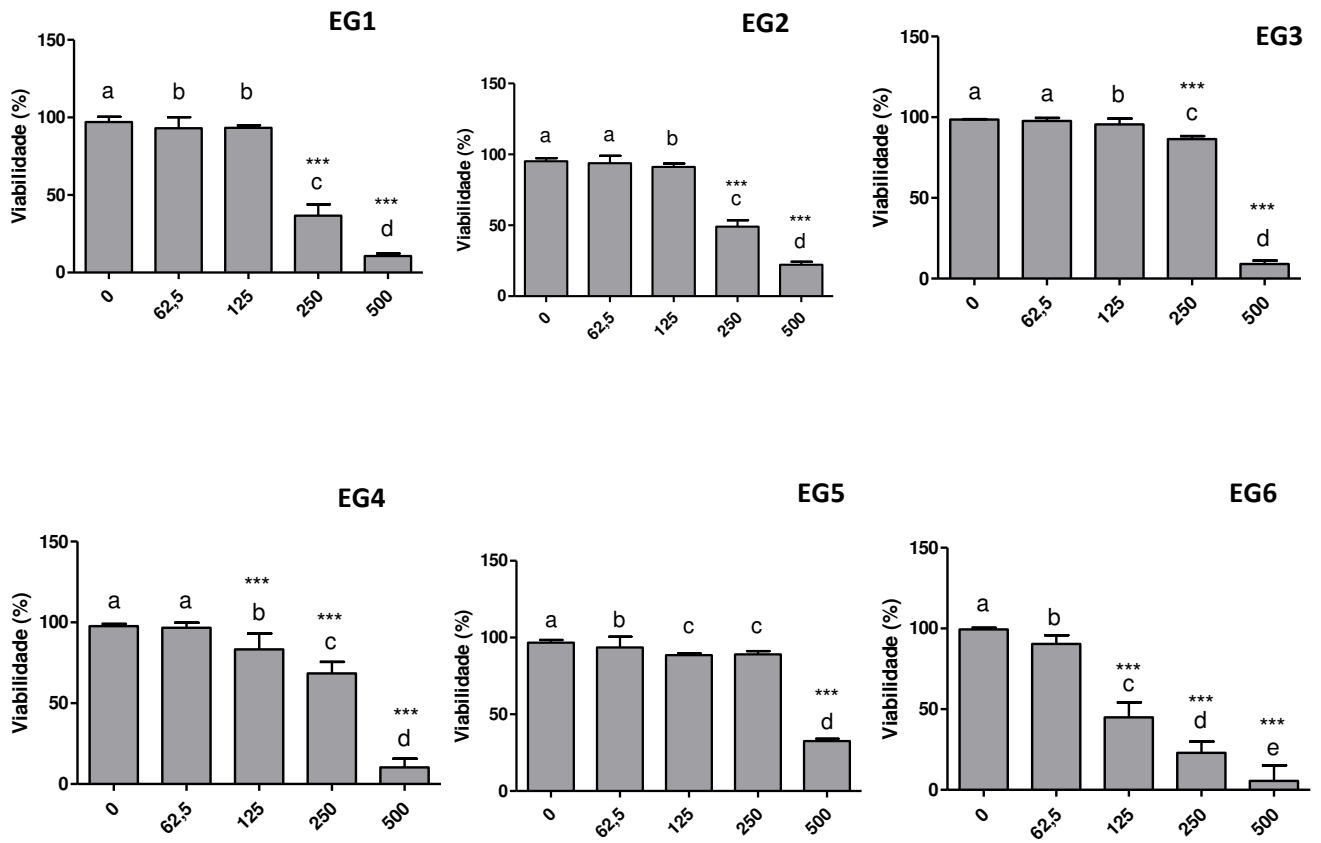 EG1
150
100
50
0
Viabilidade (%)
a b b *** c *** d
0 62,5 125 250 500
EG2
150
100
50
0
Viabilidade (%)
a a b *** c *** d
0 62,5 125 250 500
EG3
150
100
50
0
Viabilidade (%)
a a b *** c *** d
0 62,5 125 250 500
EG4
150
100
50
0
Viabilidade (%)
a a *** b *** c *** d
0 62,5 125 250 500
EG5
150
100
50
0
Viabilidade (%)
a b c c *** d
0 62,5 125 250 500
EG6
150
100
50
0
Viabilidade (%)
a b *** c *** d *** e
0 62,5 125 250 500